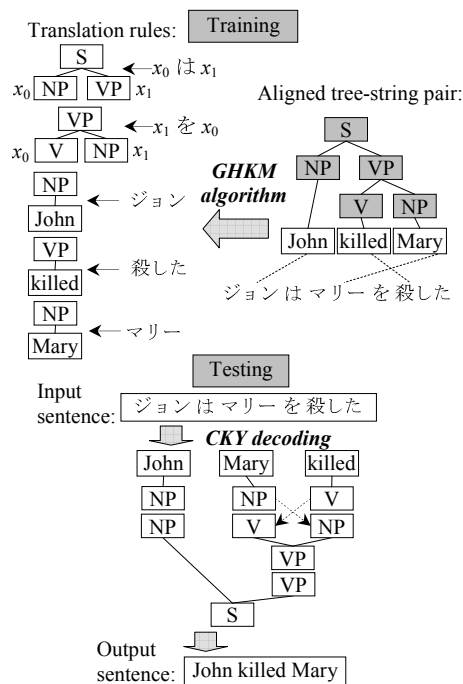 Translation rules: Training
S
x0 は x1
x0 NP VP x1
VP
x1 を x0
x0 V NP x1
NP
ジョン
John
VP
殺した
killed
NP
マリー
Mary
GHKM
algorithm
Aligned tree-string pair:
S
NP VP
V NP
John killed Mary
ジョン は マリー を 殺した
Testing
Input
sentence: ジョン は マリー を 殺した
CKY decoding
John Mary killed
NP NP V
NP V NP
VP
VP
S
Output
sentence: John killed Mary